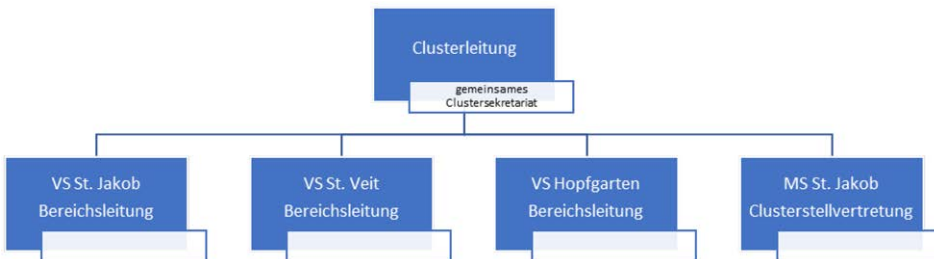 Clusterleitung
gemeinsames
Clustersekretariat
VS St. Jakob
Bereichsleitung
VS St. Veit
Bereichsleitung
VS Hopfgarten
Bereichsleitung
MS St. Jakob
Clusterstellvertretung